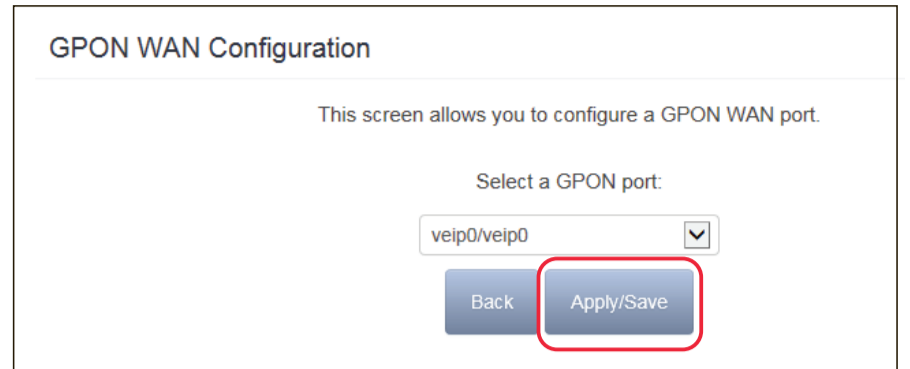 GPON WAN Configuration
This screen allows you to configure a GPON WAN port.
Select a GPON port:
veip0/veip0
Back
Apply/Save